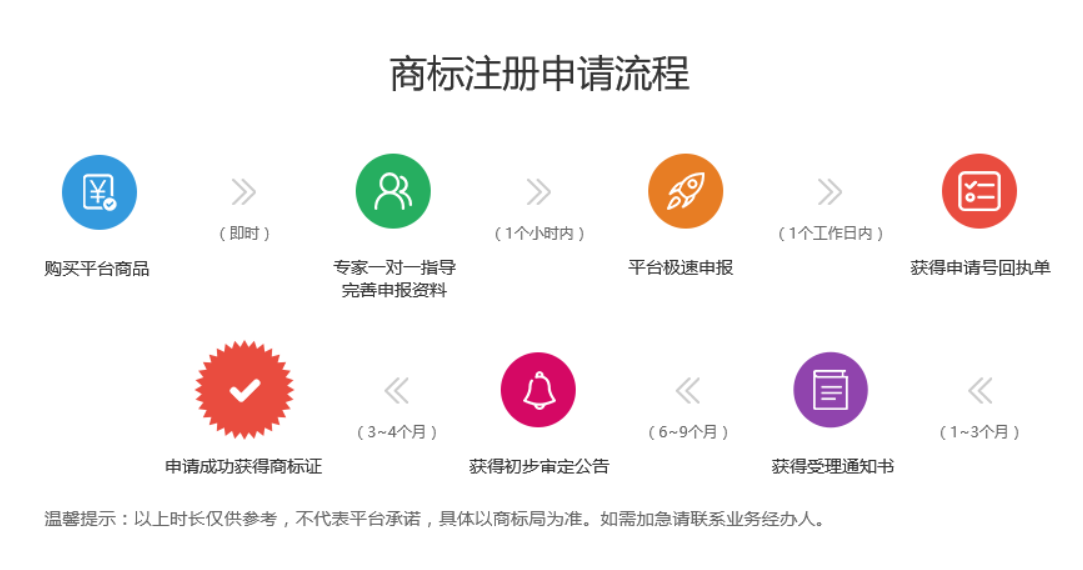 商标注册申请流程
（即时）
（1个小时内）
（1个工作日内）
购买平台商品
专家一对一指导
完善申报资料
平台极速申报
获得申请号回执单
（1~3个月）
（6~9个月）
（3~4个月）
获得受理通知书
获得初步审定公告
申请成功获得商标证
温馨提示：以上时长仅供参考，不代表平台承诺，具体以商标局为准。如需加急请联系业务经办人。